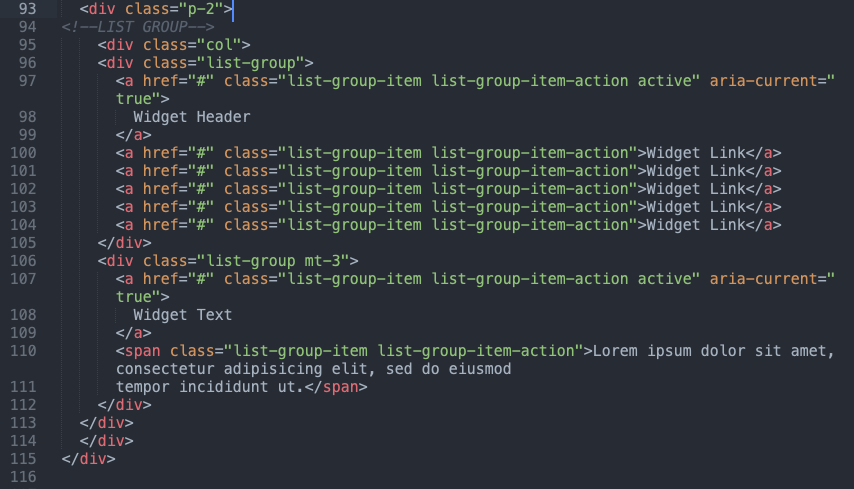 93 <div class="p-2">
94 <!--LIST GROUP-->
95 <div class="col">
96 <div class="list-group">
97 <a href="#" class="list-group-item list-group-item-action active" aria-current="
true">
98 Widget Header
99 </a>
100 <a href="#" class="list-group-item list-group-item-action">Widget Link</a>
101 <a href="#" class="list-group-item list-group-item-action">Widget Link</a>
102 <a href="#" class="list-group-item list-group-item-action">Widget Link</a>
103 <a href="#" class="list-group-item list-group-item-action">Widget Link</a>
104 <a href="#" class="list-group-item list-group-item-action">Widget Link</a>
105 </div>
106 <div class="list-group mt-3">
107 <a href="#" class="list-group-item list-group-item-action active" aria-current="
true">
108 Widget Text
109 </a>
110 <span class="list-group-item list-group-item-action">Lorem ipsum dolor sit amet,
consectetur adipisicing elit, sed do eiusmod
111 tempor incididunt ut.</span>
112 </div>
113 </div>
114 </div>
115 </div>
116